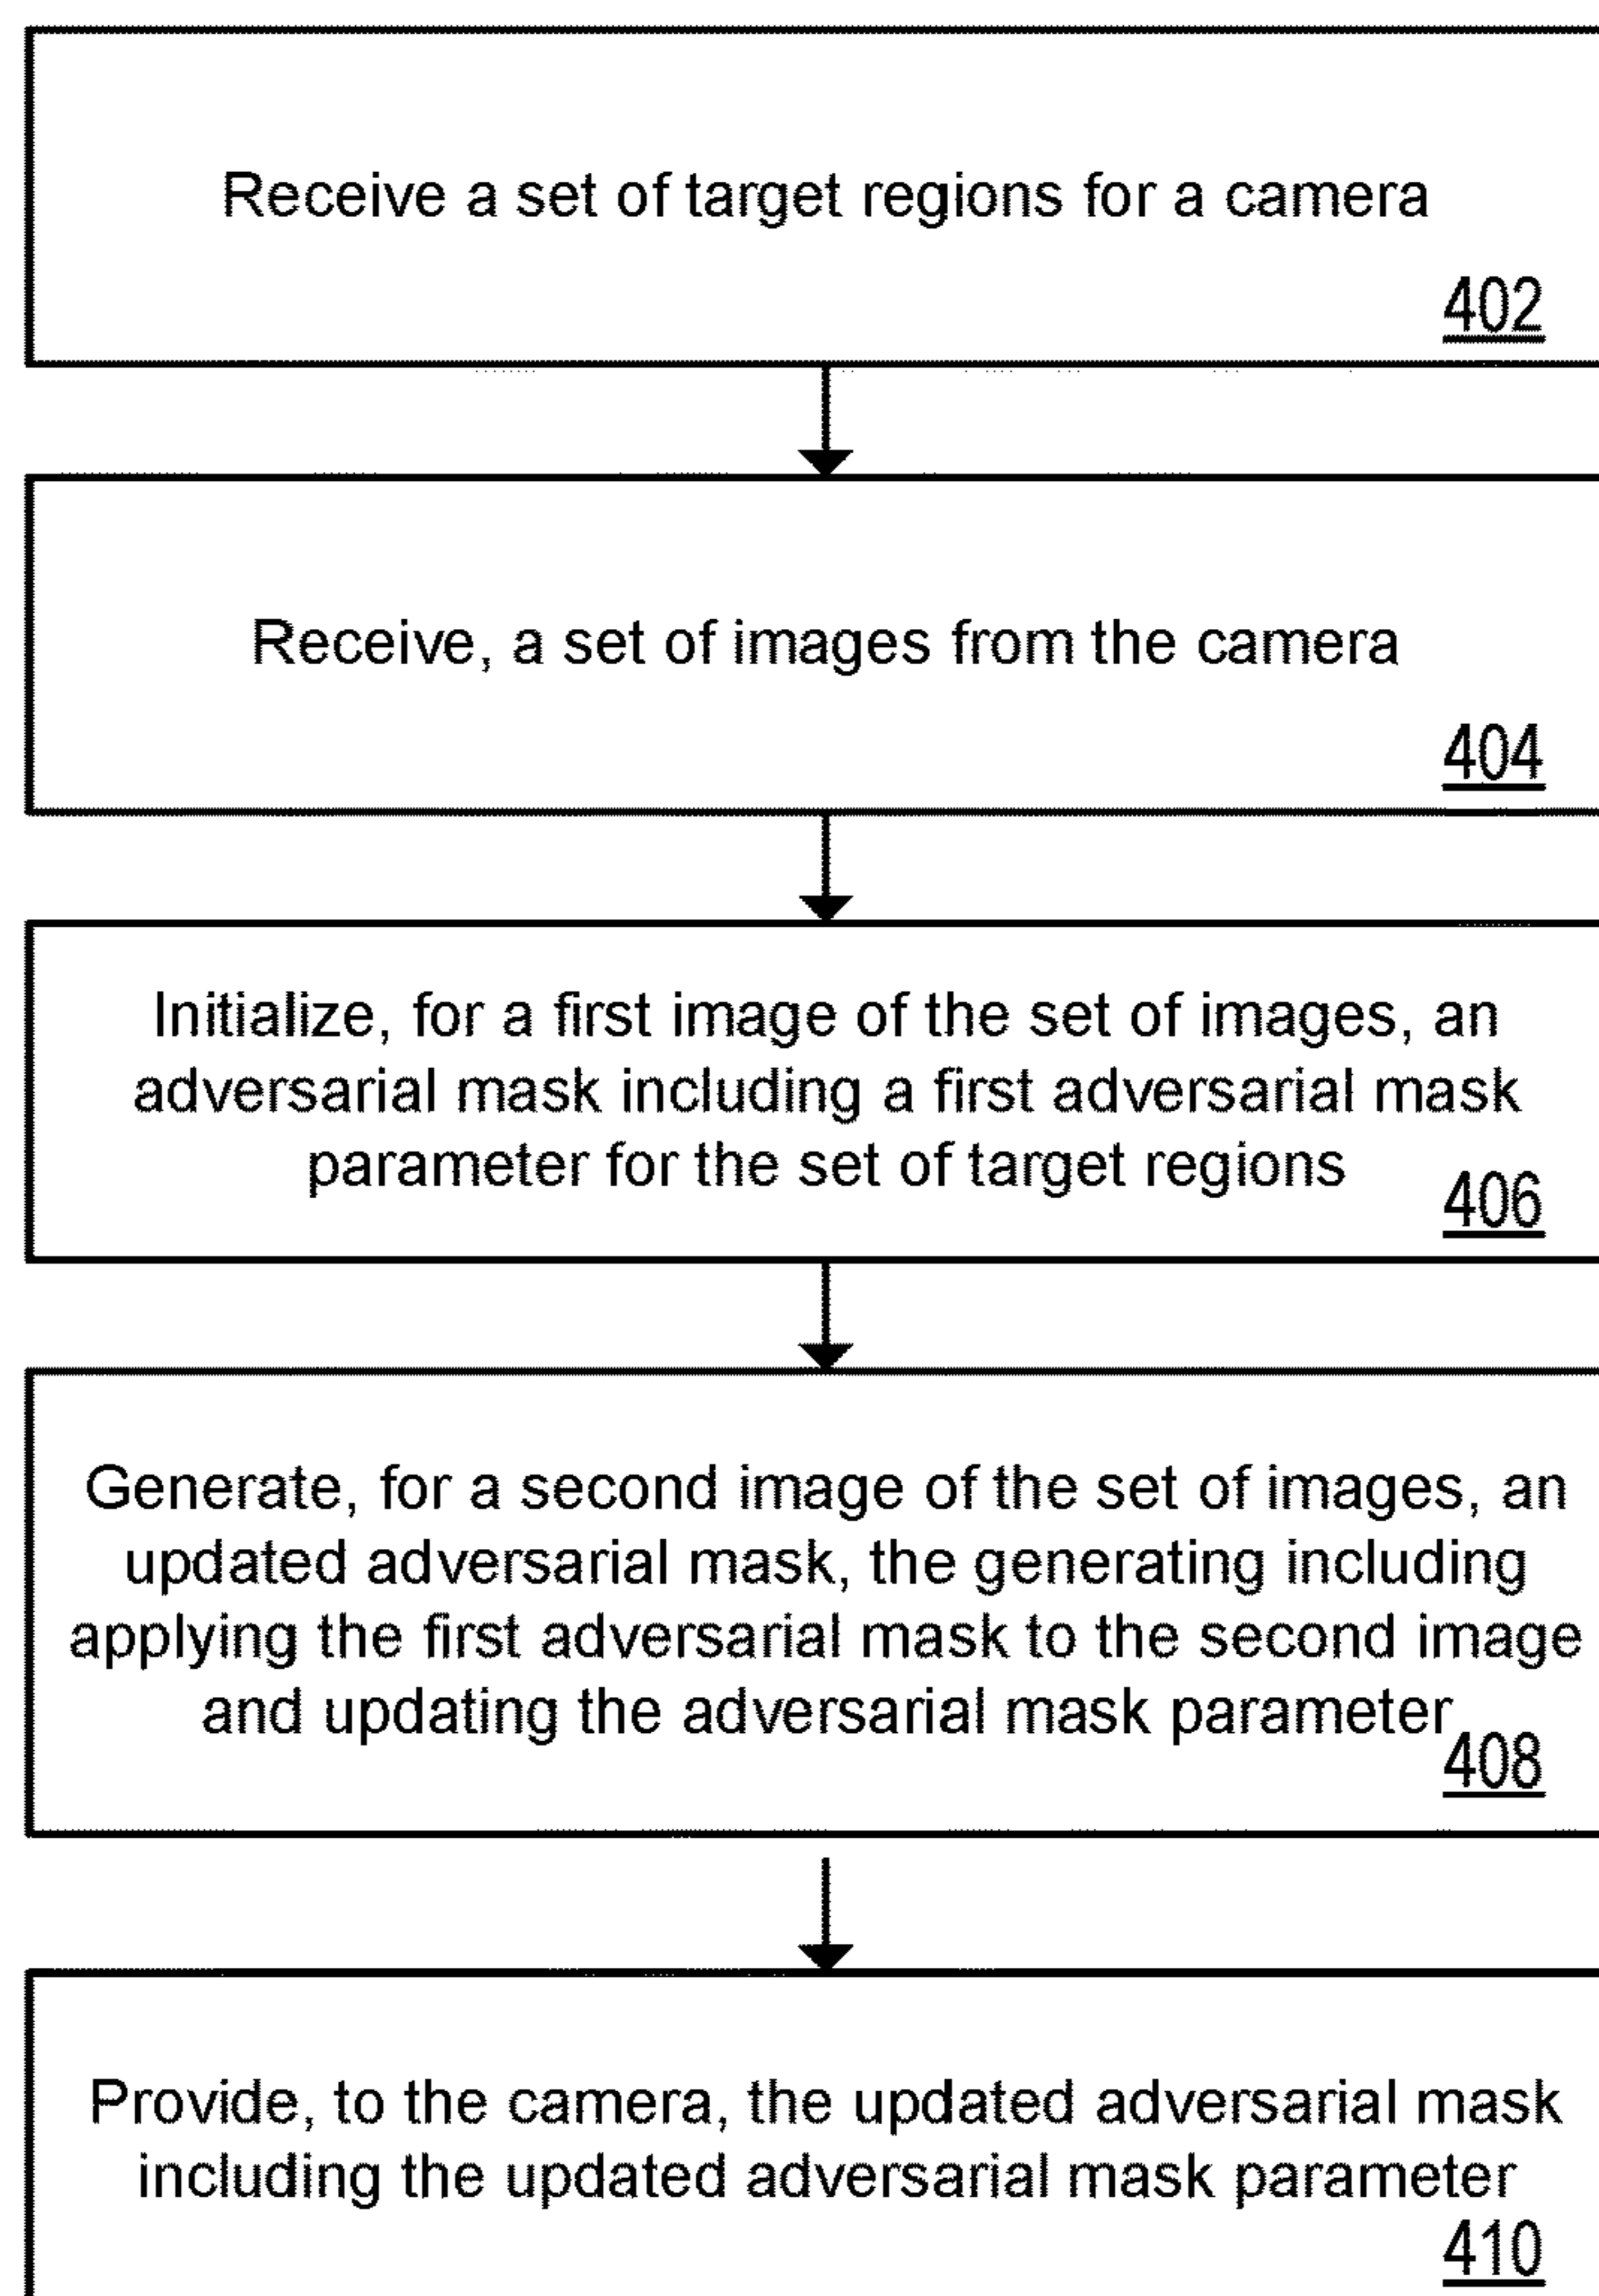 Receive a set of target regions for a camera
402
Receive, a set of images from the camera
404
Initialize, for a first image of the set of images, an
adversarial mask including a first adversarial mask
parameter for the set of target regions
406
Generate, for a second image of the set of images, an
updated adversarial mask, the generating including
applying the first adversarial mask to the second image
and updating the adversarial mask parameter
408
Provide, to the camera, the updated adversarial mask
including the updated adversarial mask parameter
410